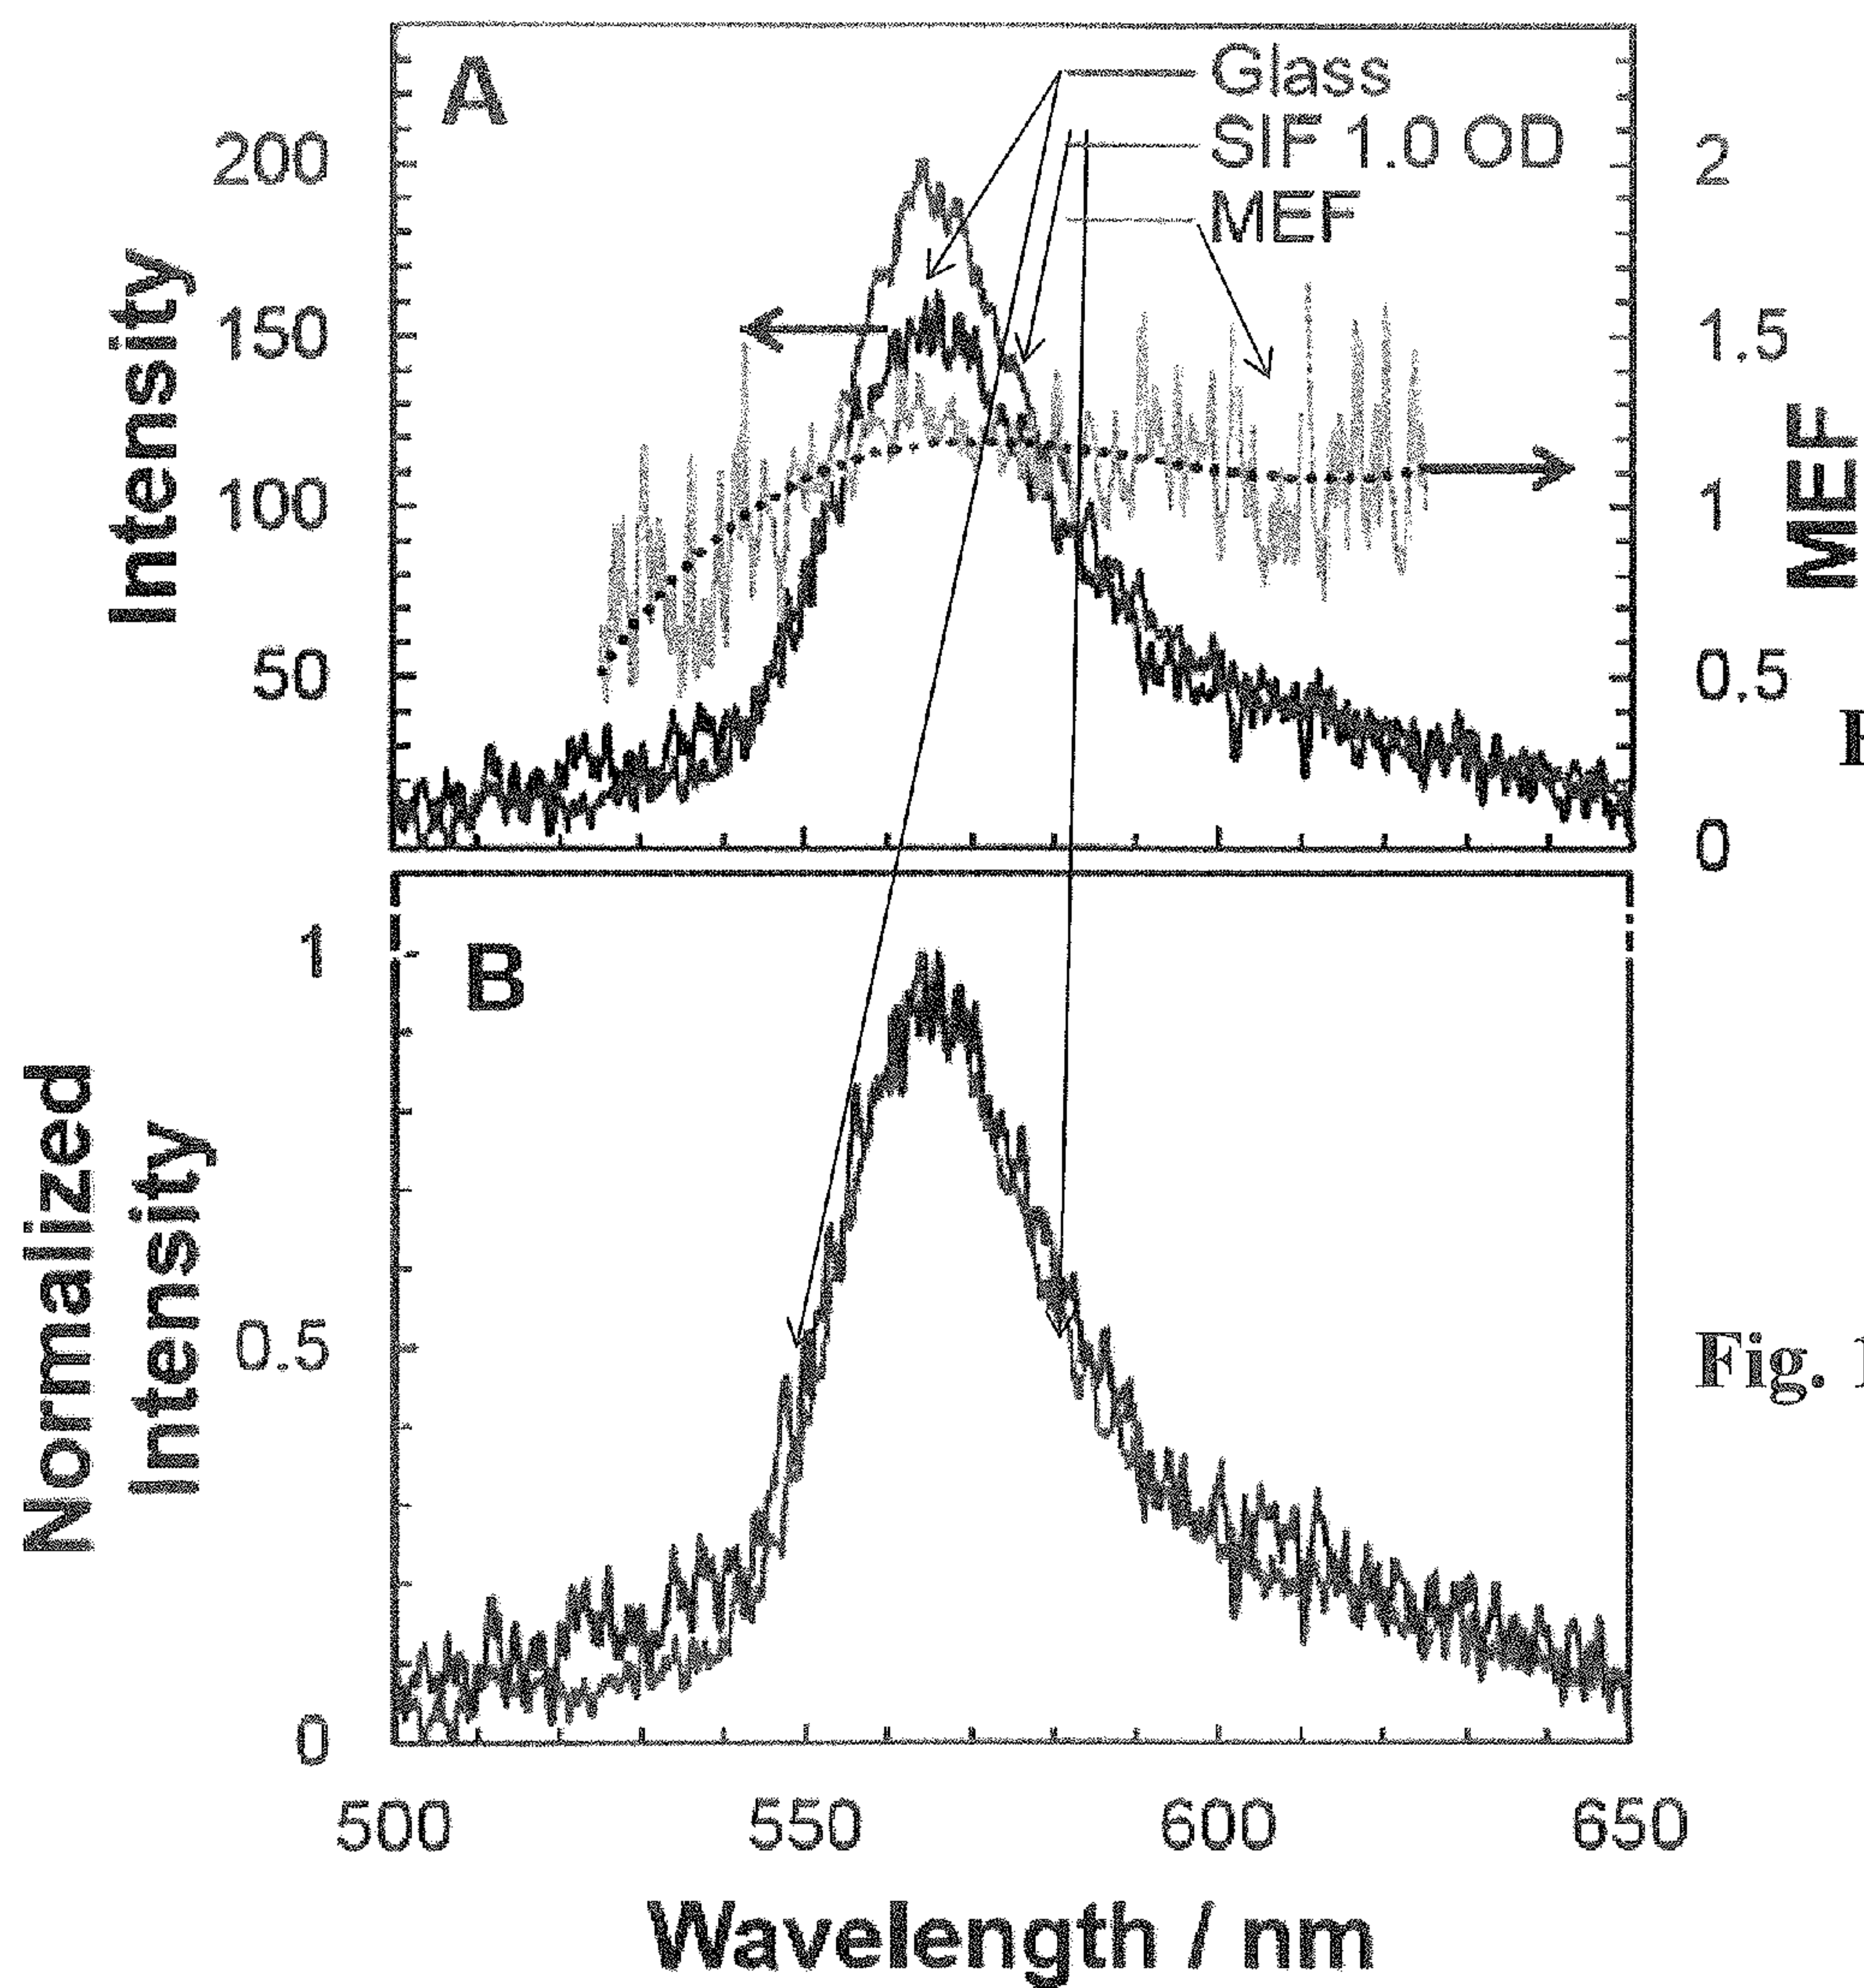 A
Glass
SIF 1.0 OD
MEF
200
150
100
50
Intensity
2
1.5
1
0.5
0
MEF
B
1
0.5
0
Normalized
Intensity
Fig.
500 550 600 650
Wavelength / nm